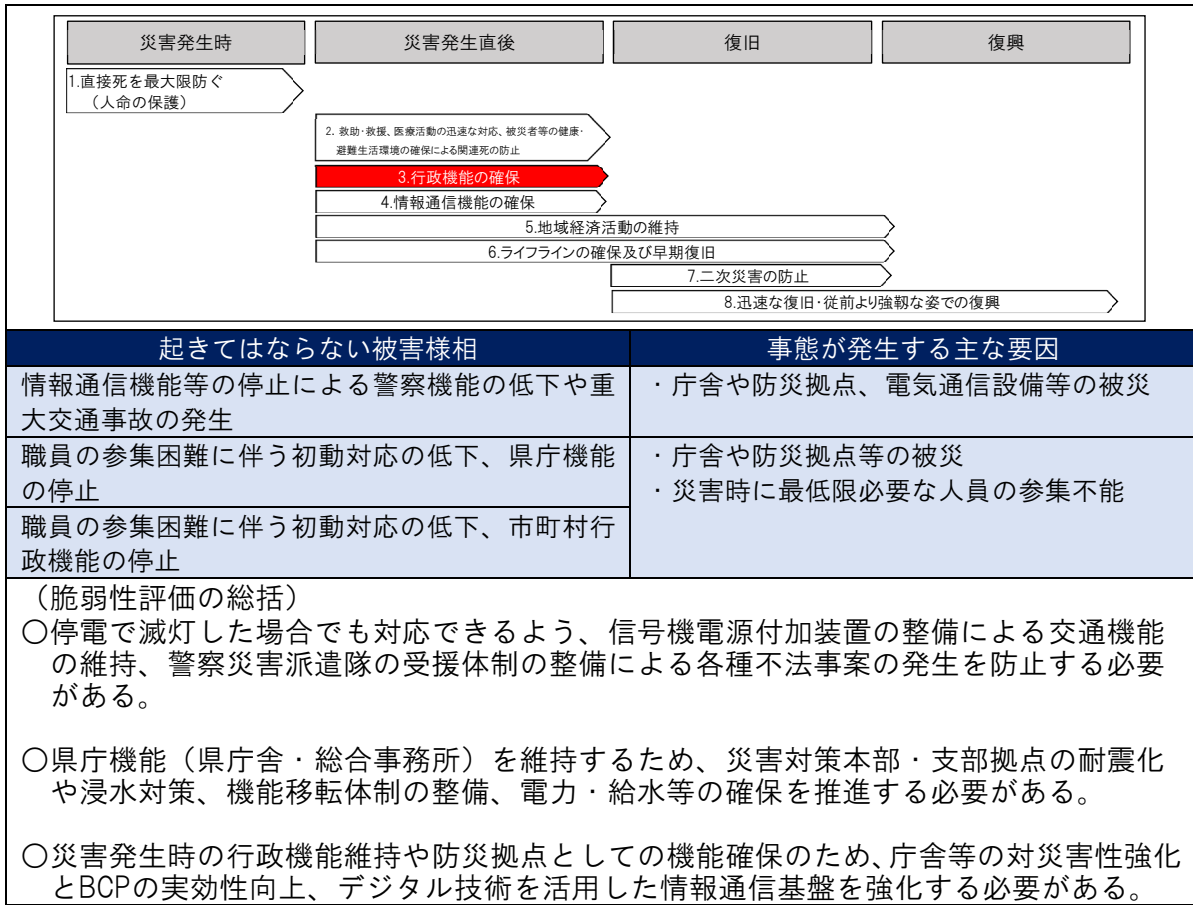 災害発生時
災害発生直後
復旧
復興
1.直接死を最大限防ぐ
（人命の保護）
2. 救助・救援、医療活動の迅速な対応、被災者等の健康・
避難生活環境の確保による関連死の防止
3.行政機能の確保
4.情報通信機能の確保
5.地域経済活動の維持
6.ライフラインの確保及び早期復旧
7.二次災害の防止
8.迅速な復旧・従前より強靱な姿での復興
起きてはならない被害様相
事態が発生する主な要因
情報通信機能等の停止による警察機能の低下や重
大交通事故の発生
・庁舎や防災拠点、電気通信設備等の被災
職員の参集困難に伴う初動対応の低下、県庁機能
の停止
・庁舎や防災拠点等の被災
・災害時に最低限必要な人員の参集不能
職員の参集困難に伴う初動対応の低下、市町村行
政機能の停止
（脆弱性評価の総括）
〇停電で滅灯した場合でも対応できるよう、信号機電源付加装置の整備による交通機能
の維持、警察災害派遣隊の受援体制の整備による各種不法事案の発生を防止する必要
がある。
〇県庁機能（県庁舎・総合事務所）を維持するため、災害対策本部・支部拠点の耐震化
や浸水対策、機能移転体制の整備、電力・給水等の確保を推進する必要がある。
〇災害発生時の行政機能維持や防災拠点としての機能確保のため、庁舎等の対災害性強化
とBCPの実効性向上、デジタル技術を活用した情報通信基盤を強化する必要がある。